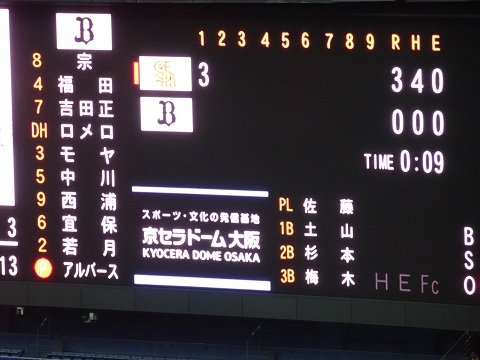 B
1 2 3 4 5 6 7 8 9 R H E
SH 3 3 4 0
B 0 0 0
TIME 0:09
8 宗
4 福田
7 吉田正
DH ロメロ
3 モヤ
5 中川
9 西浦
6 宜保
2 若月
P アルバース
3
13
スポーツ・文化の発信基地
京セラドーム大阪
KYOCERA DOME OSAKA
PL 佐藤
1B 土山
2B 杉本
3B 梅木
H E Fc
B
S
O